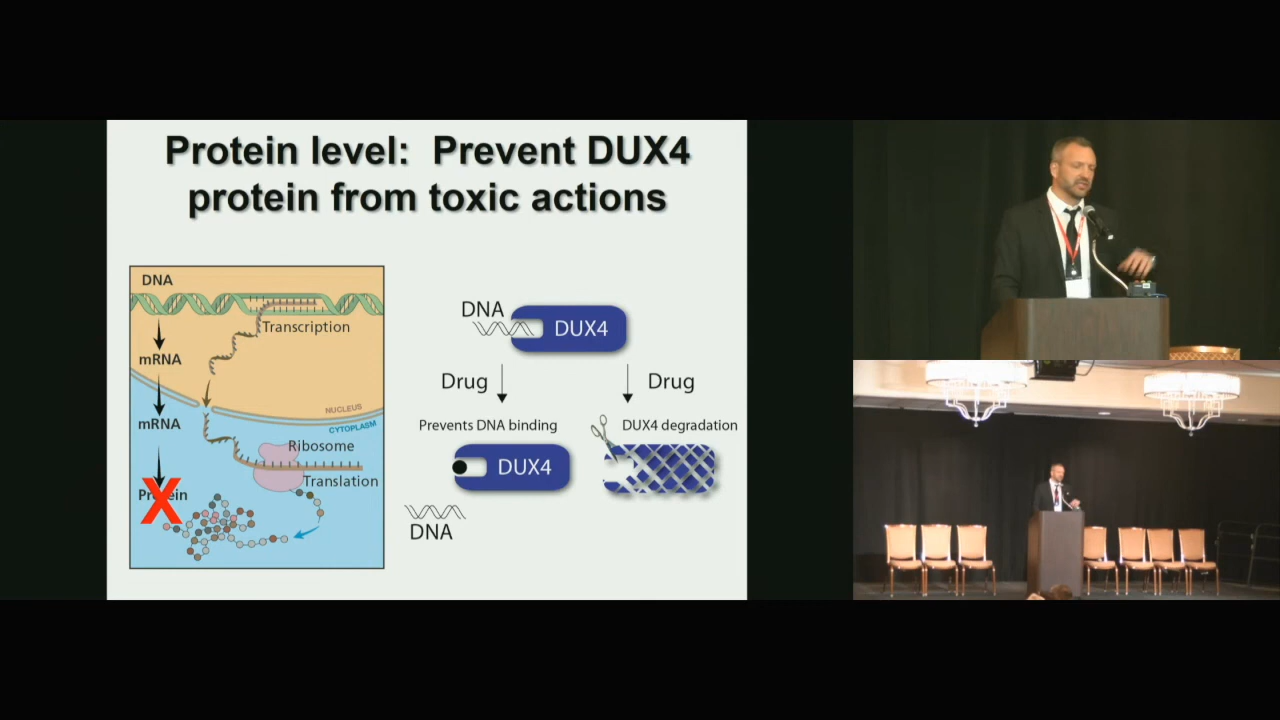 Protein level:  Prevent DUX4
protein from toxic actions
DNA
Transcription
mRNA
NUCLEUS
CYTOPLASM
mRNA
Ribosome
Translation
Protein
X
DNA
DUX4
Drug
Drug
Prevents DNA binding
DUX4 degradation
DUX4
DNA